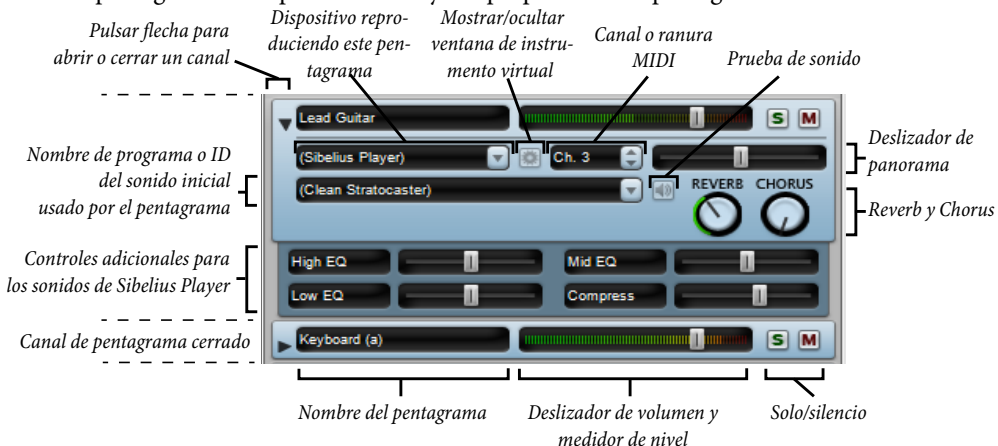 Dispositivo repro-
duciendo este pen-
tagrama
Mostrar/ocultar
ventana de instru-
mento virtual
Pulsar flecha para
abrir o cerrar un canal
Canal o ranura
MIDI
Prueba de sonido
Lead Guitar
S M
(Sibelius Player)
Ch. 3
Deslizador de
panorama
Nombre de programa o ID
del sonido inicial
usado por el pentagrama
(Clean Stratocaster)
REVERB CHORUS
Reverb y Chorus
Controles adicionales para
los sonidos de Sibelius Player
High EQ
Mid EQ
Low EQ
Compress
Canal de pentagrama cerrado
Keyboard (a)
S M
Nombre del pentagrama
Deslizador de volumen y
medidor de nivel
Solo/silencio